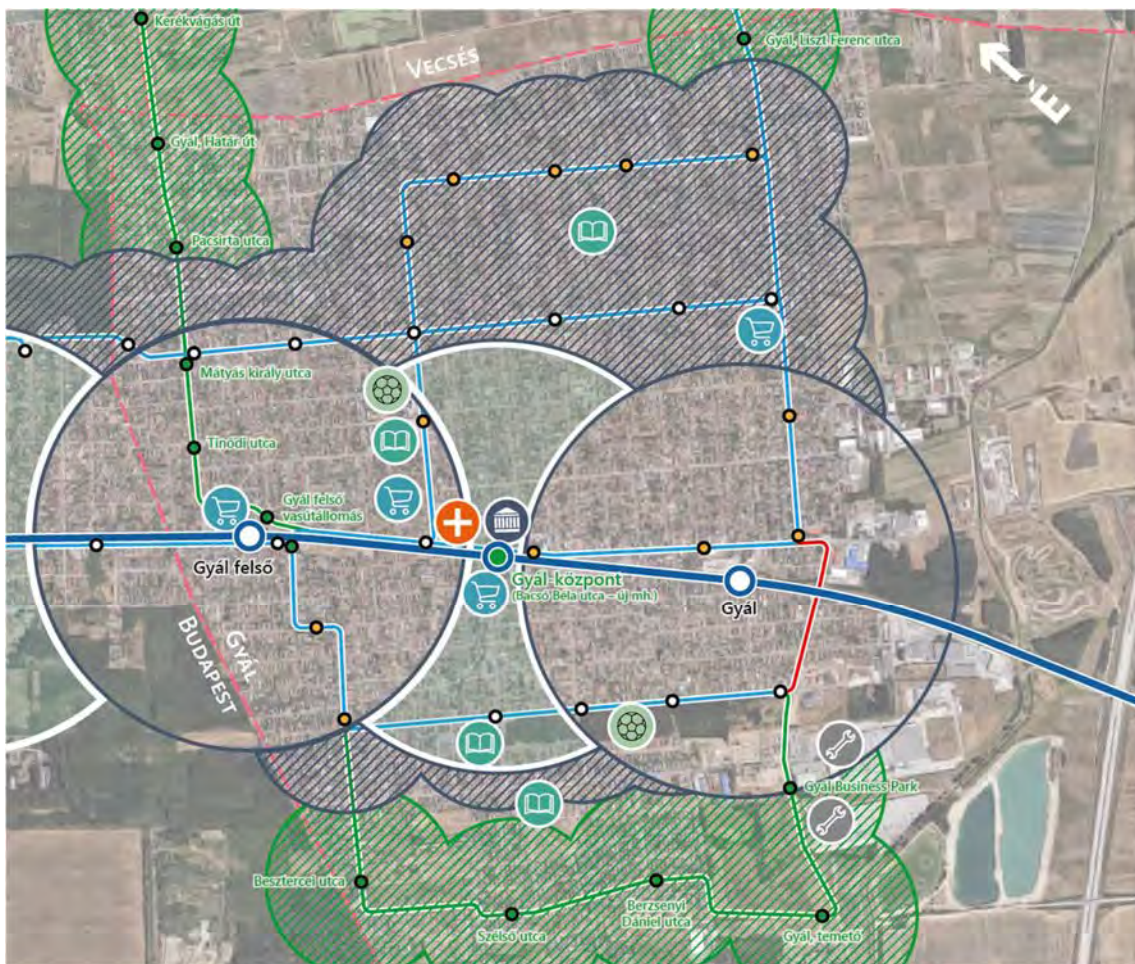 Kerékvágás út
Gyál, Liszt Ferenc utca
VECSÉS
É
Gyál, Határ út
Pacsirta utca
Mátyás király utca
Tinódi utca
Gyál felső
vasútállomás
Gyál felső
Gyál-központ
(Bacsó Béla utca – új mh.)
Gyál
GYÁL
BUDAPEST
Gyál Business Park
Besztercei utca
Szélső utca
Berzsenyi
Dániel utca
Gyál, temető